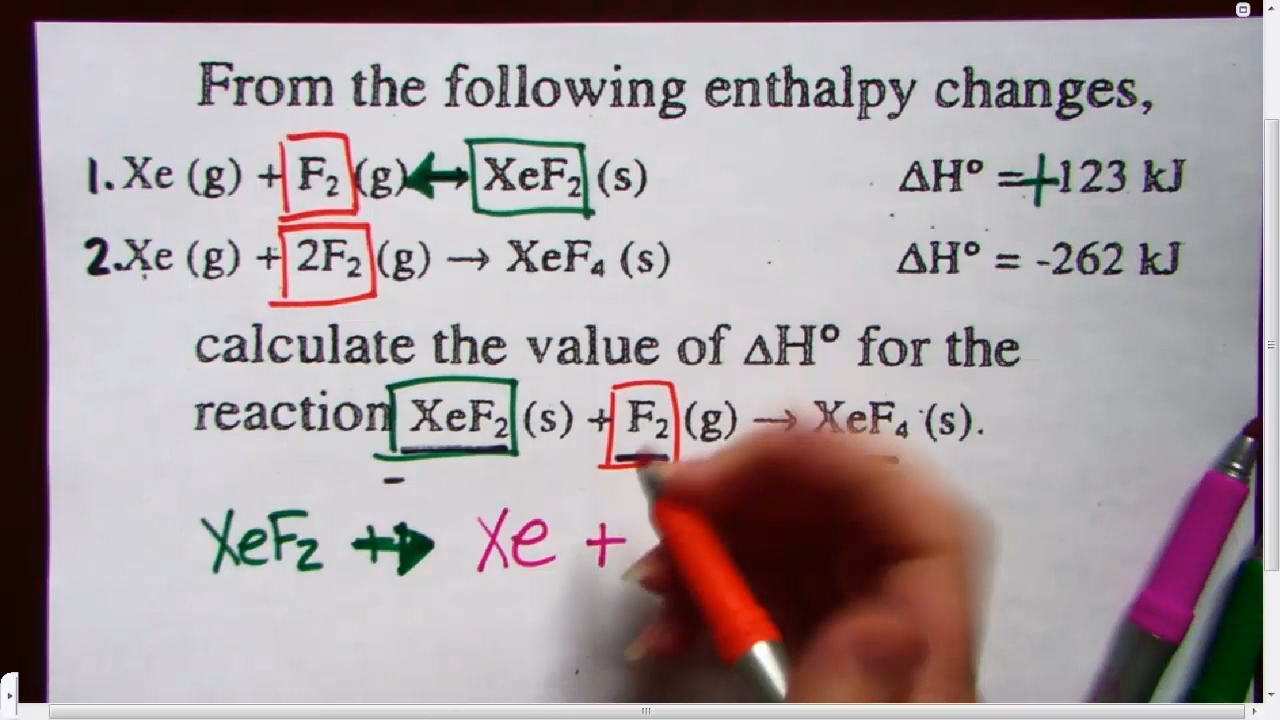 From the following enthalpy changes,
1. Xe (g) + F₂ (g) ↔ XeF₂ (s) ΔH° = +123 kJ
2. Xe (g) + 2F₂ (g) → XeF₄ (s) ΔH° = -262 kJ
calculate the value of ΔH° for the
reaction XeF₂ (s) + F₂ (g) → XeF₄ (s).
XeF₂ → Xe +